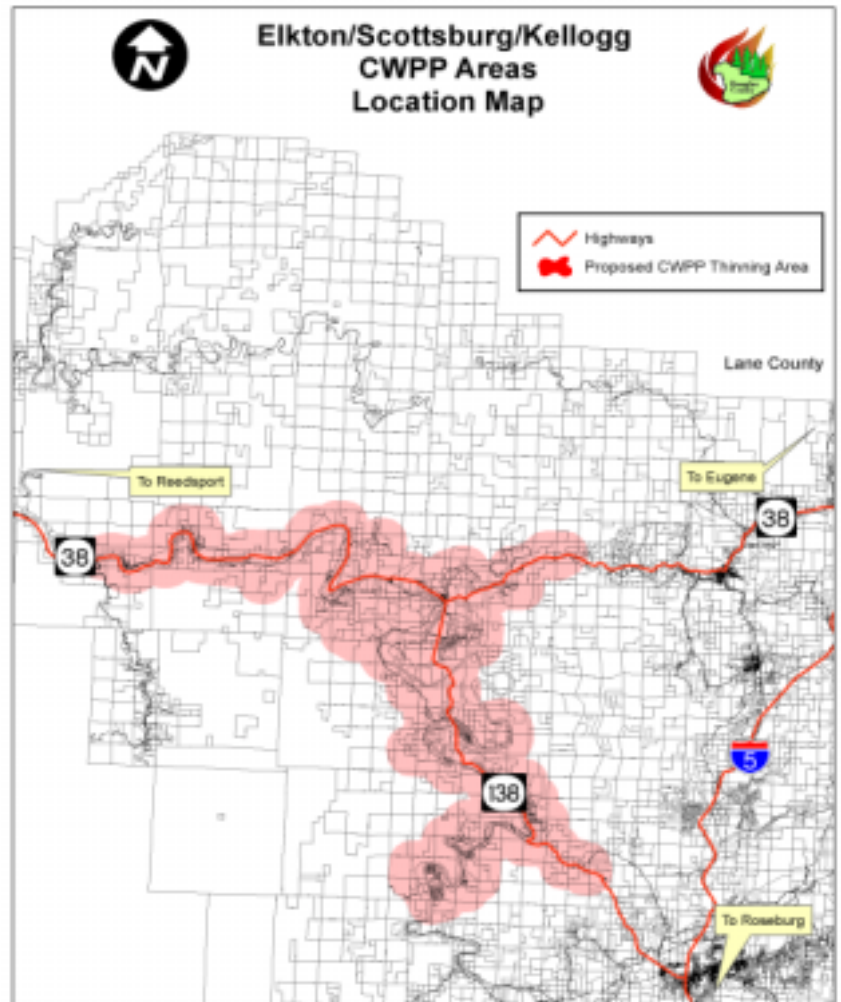 N
Elkton/Scottsburg/Kellogg
CWPP Areas
Location Map
Highways
Proposed CWPP Thinning Area
Lane County
To Reedsport
To Eugene
38
38
138
5
To Roseburg